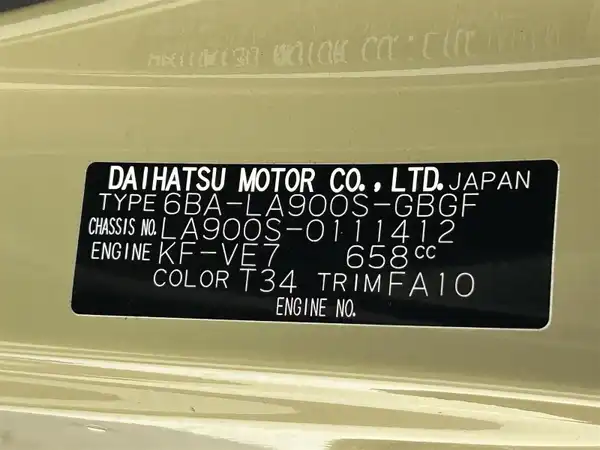 DAIHATSU MOTOR CO., LTD. JAPAN
TYPE 6BA-LA900S-GBGF
CHASSIS NO. LA900S-0111412
ENGINE KF-VE7 658CC
COLOR T34 TRIM FA10
ENGINE NO.